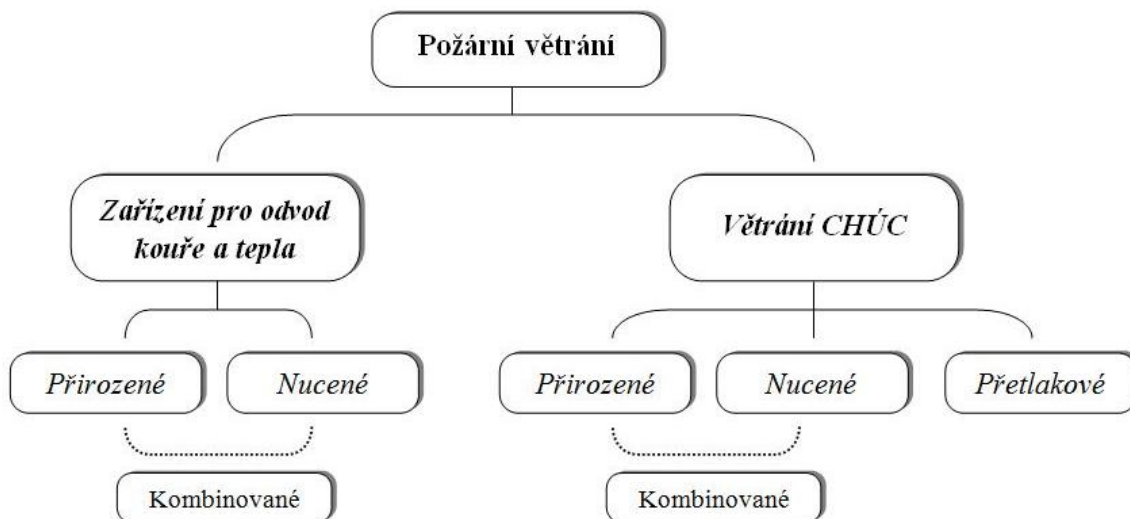 Požární větrání
Zařízení pro odvod
kouře a tepla
Větrání CHÚC
Přirozené
Nucené
Přirozené
Nucené
Přetlakové
Kombinované
Kombinované